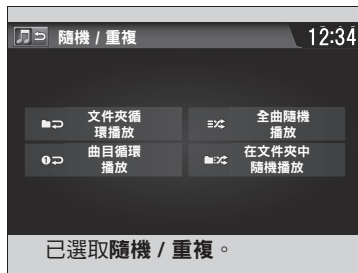 隨機 / 重複
12:34
文件夾循
環播放
全曲隨機
播放
曲目循環
播放
在文件夾中
隨機播放
已選取隨機 / 重複。